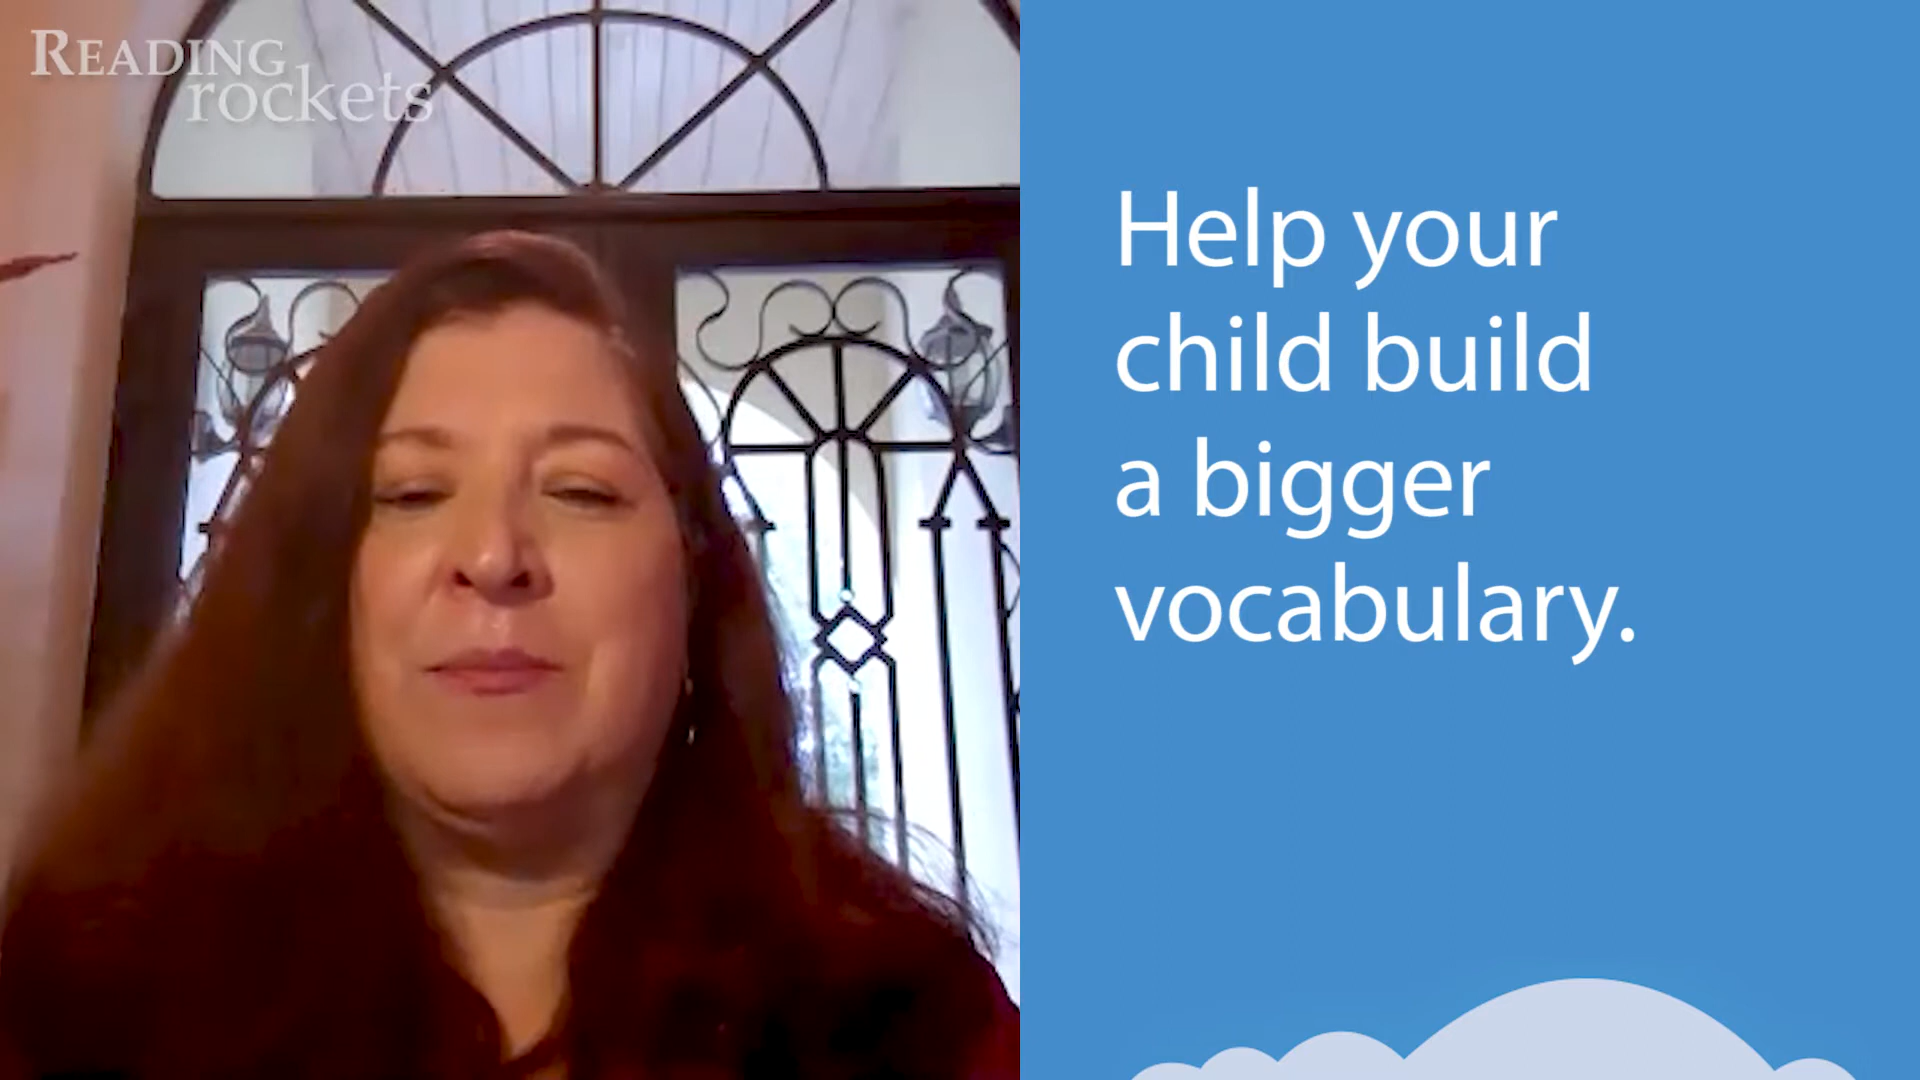 READING
rockets
Help your
child build
a bigger
vocabulary.